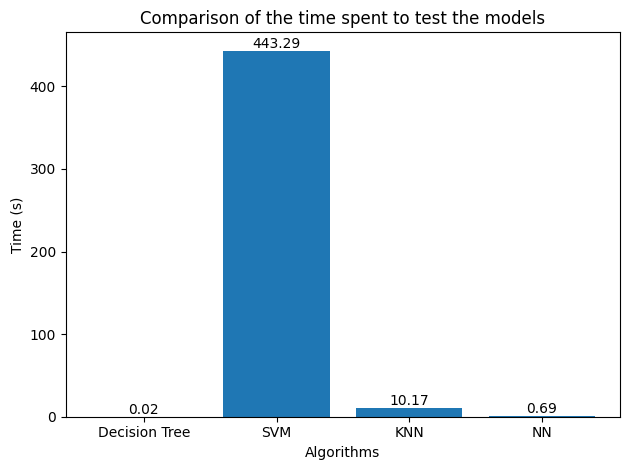 Comparison of the time spent to test the models
443.29
400
300
Time (s)
200
100
10.17
0.02
0.69
0
Decision Tree SVM KNN NN
Algorithms